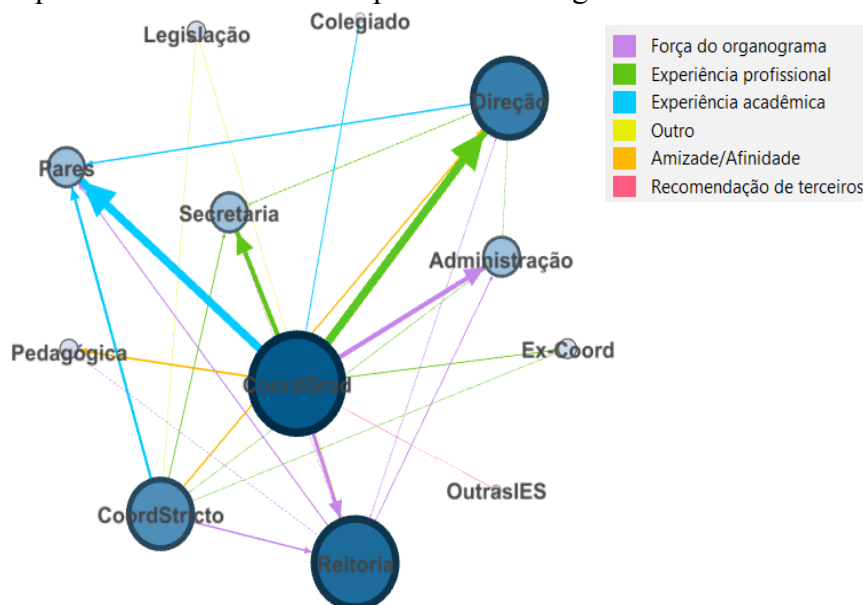 Legislação
Colegiado
Direção
Pares
Secretaria
Administração
Pedagógica
Ex-Coord
CoordGrad
OutrasIES
CoordStricto
Reitoria
Força do organograma
Experiência profissional
Experiência acadêmica
Outro
Amizade/Afinidade
Recomendação de terceiros